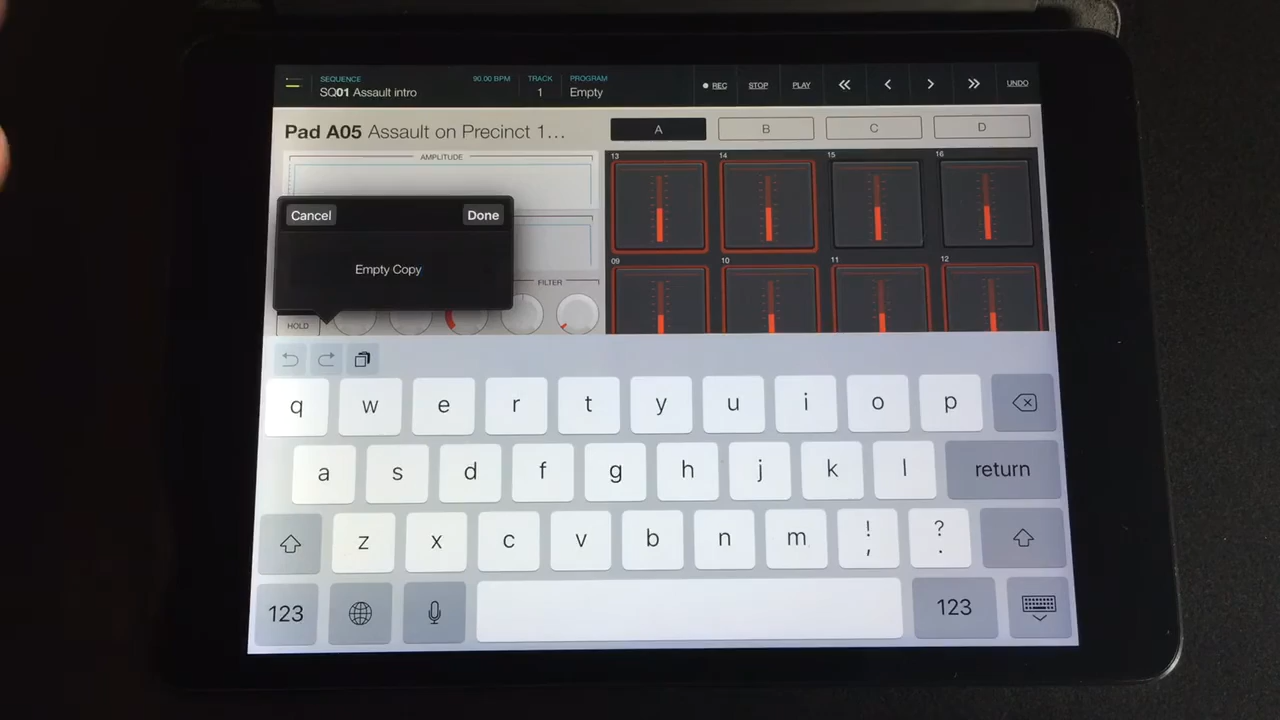 SEQUENCE
SQ01 Assault intro
90.00 BPM
TRACK
1
PROGRAM
Empty
REC
STOP
PLAY
UNDO
Pad A05 Assault on Precinct 1...
A
B
C
D
AMPLITUDE
13
14
15
16
Cancel
Done
Empty Copy
09
10
11
12
FILTER
HOLD
q w e r t y u i o p
a s d f g h j k l return
z x c v b n m ! , ? .
123
123